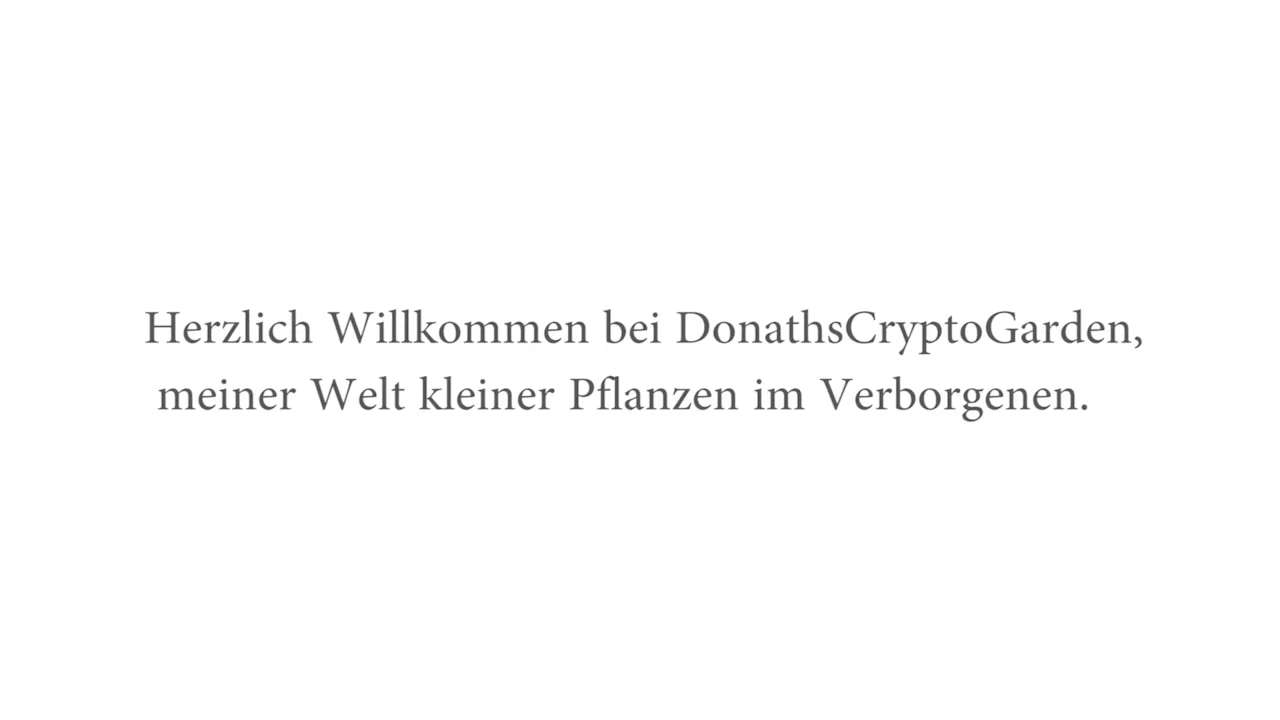 Herzlich Willkommen bei DonathsCryptoGarden,
meiner Welt kleiner Pflanzen im Verborgenen.